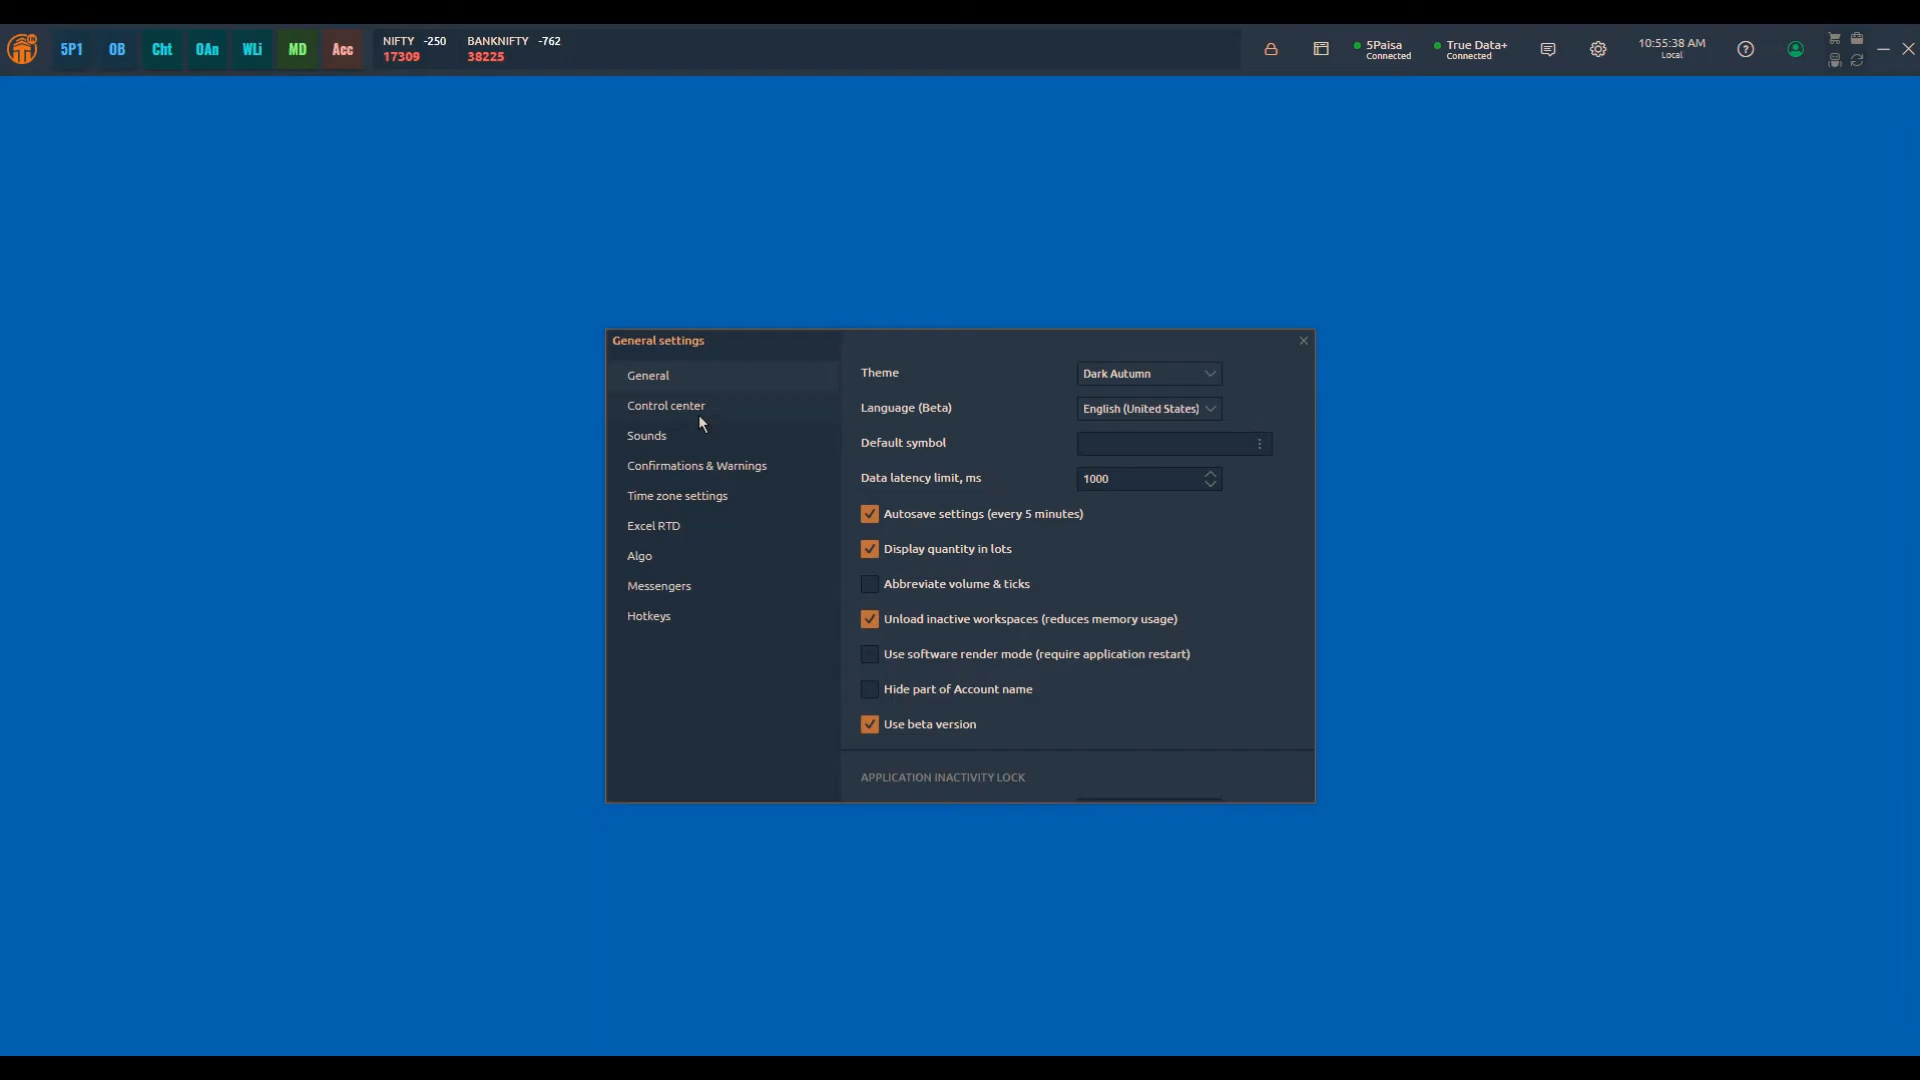 5P1 OB Cht OAn WLi MD Acc
NIFTY -250 BANKNIFTY -762
17309 38225
5Paisa
Connected
True Data+
Connected
10:55:38 AM
Local
General settings
General
Control center
Sounds
Confirmations & Warnings
Time zone settings
Excel RTD
Algo
Messengers
Hotkeys
Theme Dark Autumn
Language (Beta) English (United States)
Default symbol
Data latency limit, ms 1000
Autosave settings (every 5 minutes)
Display quantity in lots
Abbreviate volume & ticks
Unload inactive workspaces (reduces memory usage)
Use software render mode (require application restart)
Hide part of Account name
Use beta version
APPLICATION INACTIVITY LOCK